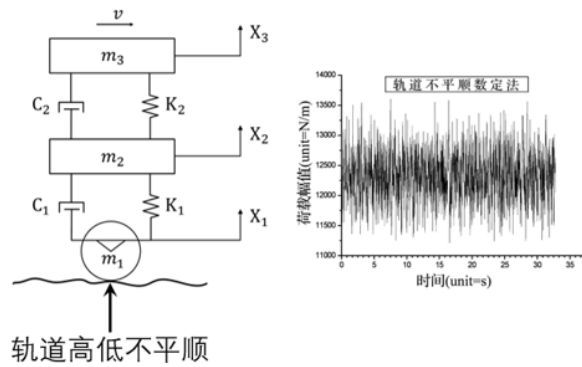 v
X₃
m₃
C₂
K₂
X₂
m₂
C₁
K₁
X₁
m₁
轨道高低不平顺
轨道不平顺数定法
荷载幅值(unit=N/m)
14000
13500
13000
12500
12000
11500
11000
0 5 10 15 20 25 30 35
时间(unit=s)